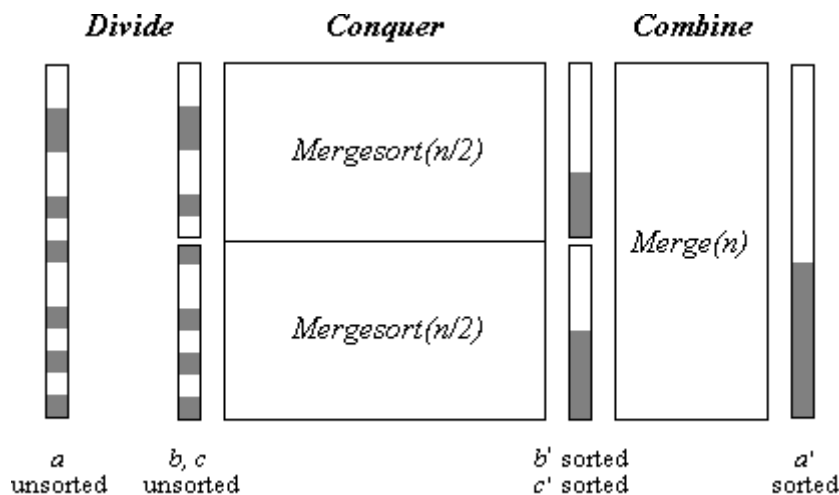 Divide Conquer Combine
Mergesort(n/2)
Merge(n)
Mergesort(n/2)
a b, c b' sorted a'
unsorted unsorted c' sorted sorted